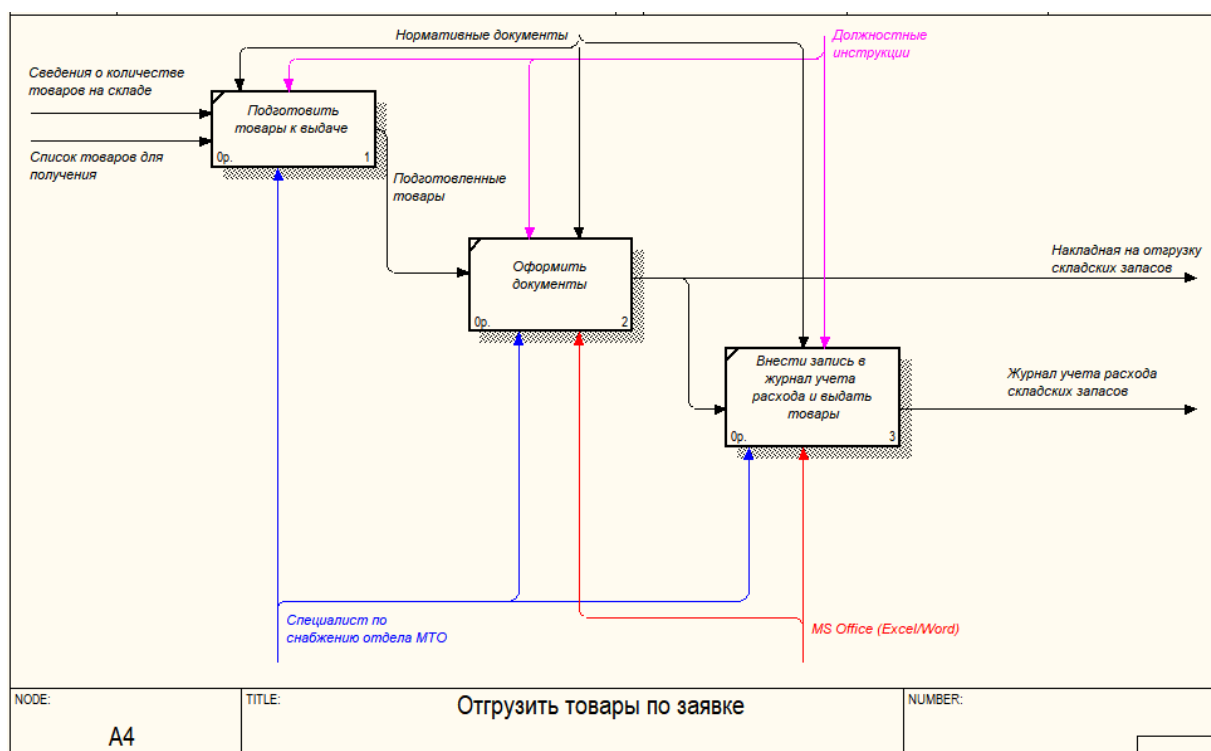 Нормативные документы
Должностные
инструкции
Сведения о количестве
товаров на складе
Подготовить
товары к выдаче
0р.
1
Список товаров для
получения
Подготовленные
товары
Оформить
документы
0р.
2
Накладная на отгрузку
складских запасов
Внести запись в
журнал учета
расхода и выдать
товары
0р.
3
Журнал учета расхода
складских запасов
Специалист по
снабжению отдела МТО
MS Office (Excel/Word)
NODE:
A4
TITLE:
Отгрузить товары по заявке
NUMBER: